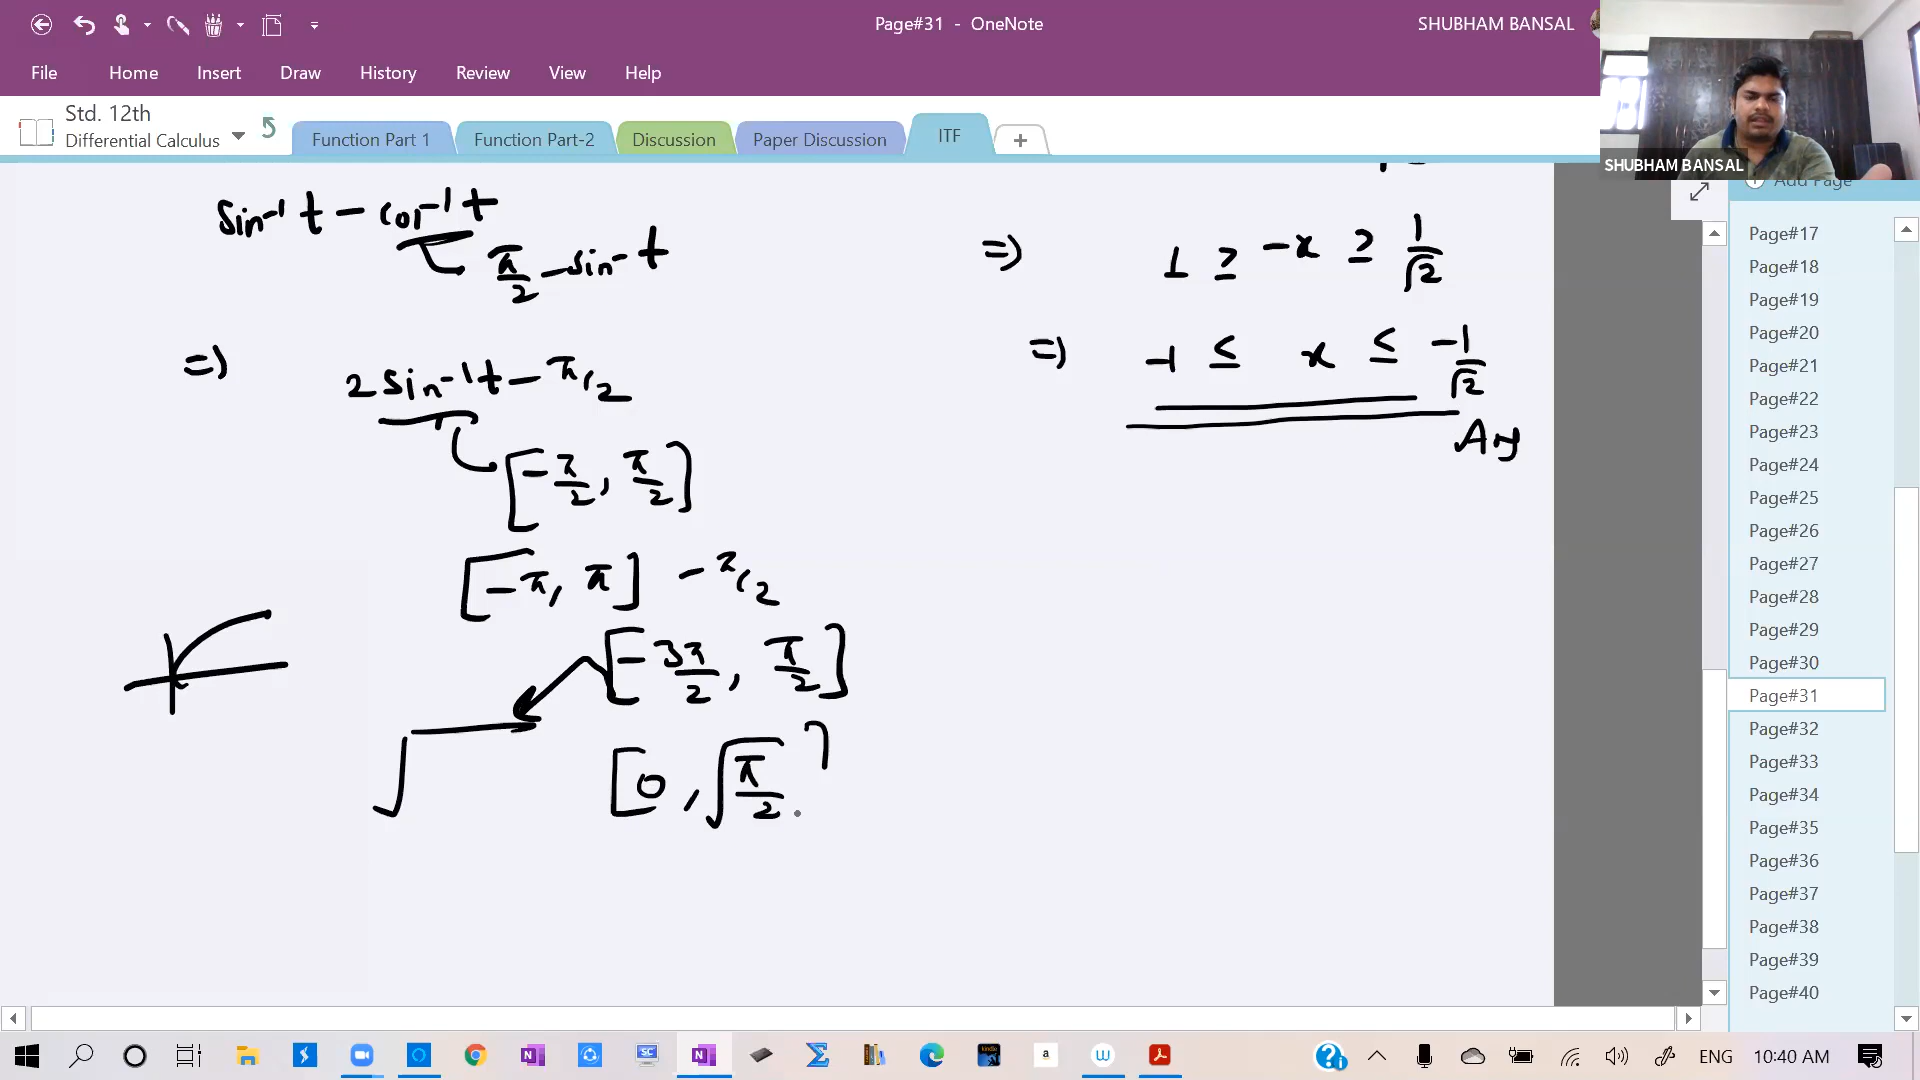 Page#31 - OneNote
SHUBHAM BANSAL
File Home Insert Draw History Review View Help
Std. 12th
Differential Calculus
Function Part 1
Function Part-2
Discussion
Paper Discussion
ITF
SHUBHAM BANSAL
Add Page
sin⁻¹ t − cos⁻¹ t
π/2 − sin⁻ t
=> 2 sin⁻¹ t − π/2
[−π/2, π/2]
[−π, π] − π/2
[−3π/2, π/2]
√
[0, √π/2
=> 1 ≥ −x ≥ 1/√2
=> −1 ≤ x ≤ −1/√2
Ans
Page#17
Page#18
Page#19
Page#20
Page#21
Page#22
Page#23
Page#24
Page#25
Page#26
Page#27
Page#28
Page#29
Page#30
Page#31
Page#32
Page#33
Page#34
Page#35
Page#36
Page#37
Page#38
Page#39
Page#40
ENG 10:40 AM